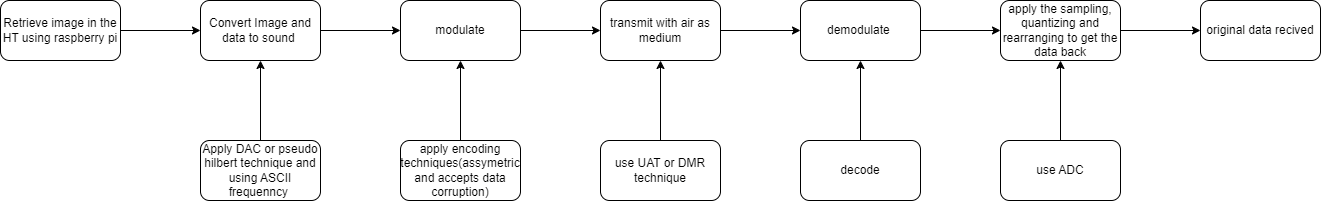 Retrieve image in the
HT using raspberry pi
Convert Image and
data to sound
modulate
transmit with air as
medium
demodulate
apply the sampling,
quantizing and
rearranging to get the
data back
original data recived
Apply DAC or pseudo
hilbert technique and
using ASCII
frequenncy
apply encoding
techniques(assymetric
and accepts data
corruption)
use UAT or DMR
technique
decode
use ADC